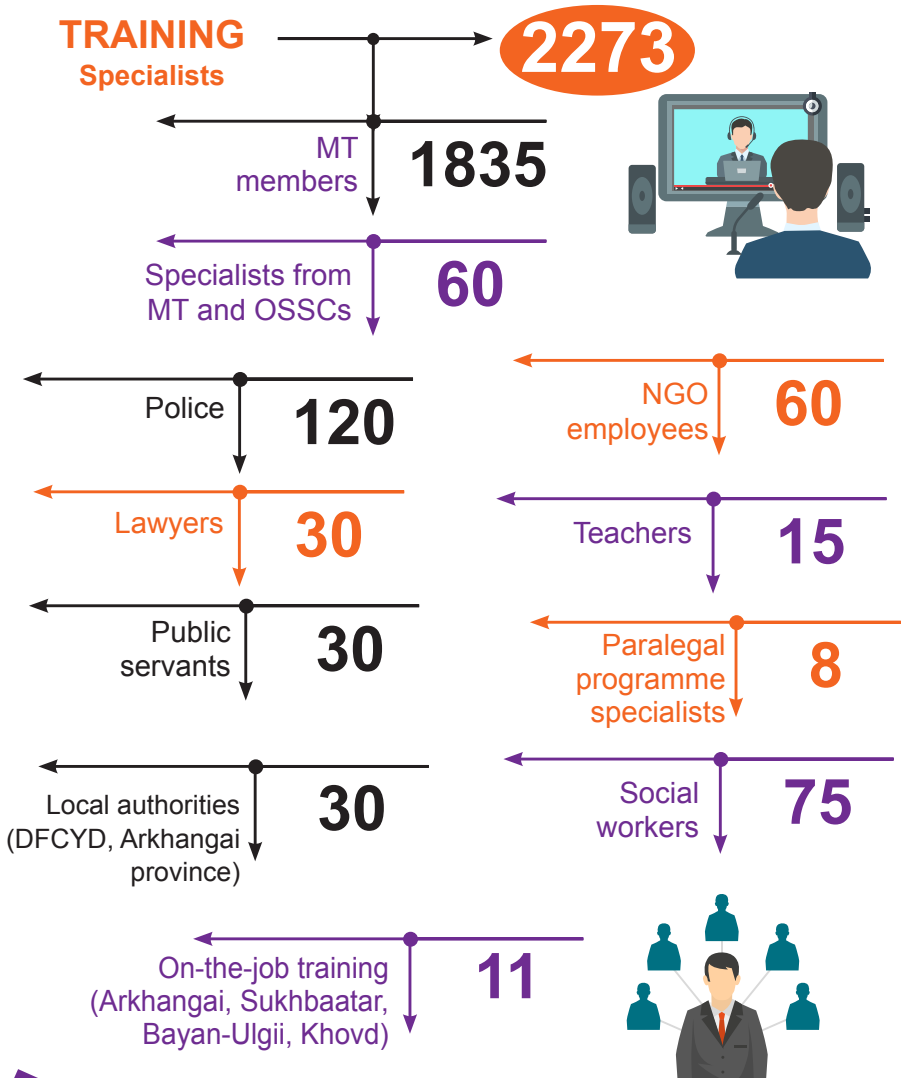 TRAINING
Specialists
2273
MT
members
1835
Specialists from
MT and OSSCs
60
Police
120
NGO
employees
60
Lawyers
30
Teachers
15
Public
servants
30
Paralegal
programme
specialists
8
Local authorities
(DFCYD, Arkhangai
province)
30
Social
workers
75
On-the-job training
(Arkhangai, Sukhbaatar,
Bayan-Ulgii, Khovd)
11